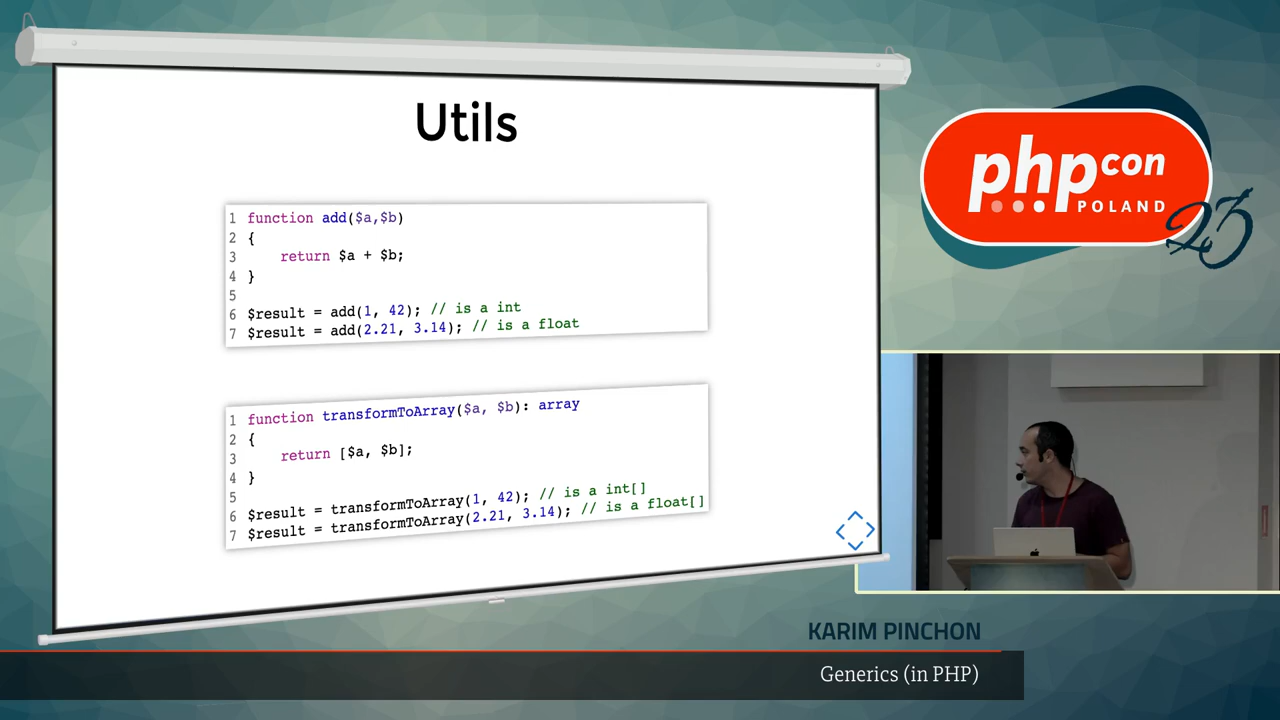 Utils
1 function add($a,$b)
2 {
3     return $a + $b;
4 }
5
6 $result = add(1, 42); // is a int
7 $result = add(2.21, 3.14); // is a float
1 function transformToArray($a, $b): array
2 {
3     return [$a, $b];
4 }
5
6 $result = transformToArray(1, 42); // is a int[]
7 $result = transformToArray(2.21, 3.14); // is a float[]
phpcon
POLAND
23
KARIM PINCHON
Generics (in PHP)